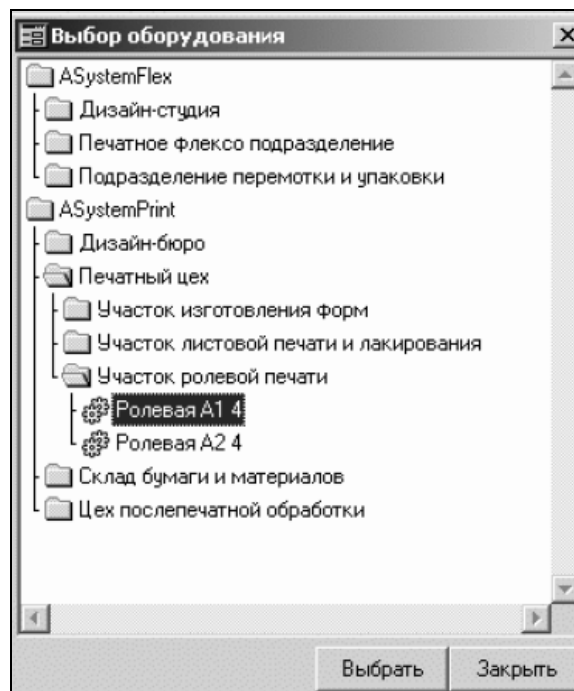 Выбор оборудования
ASystemFlex
Дизайн-студия
Печатное флексо подразделение
Подразделение перемотки и упаковки
ASystemPrint
Дизайн-бюро
Печатный цех
Участок изготовления форм
Участок листовой печати и лакирования
Участок ролевой печати
Ролевая А1 4
Ролевая А2 4
Склад бумаги и материалов
Цех послепечатной обработки
Выбрать Закрыть